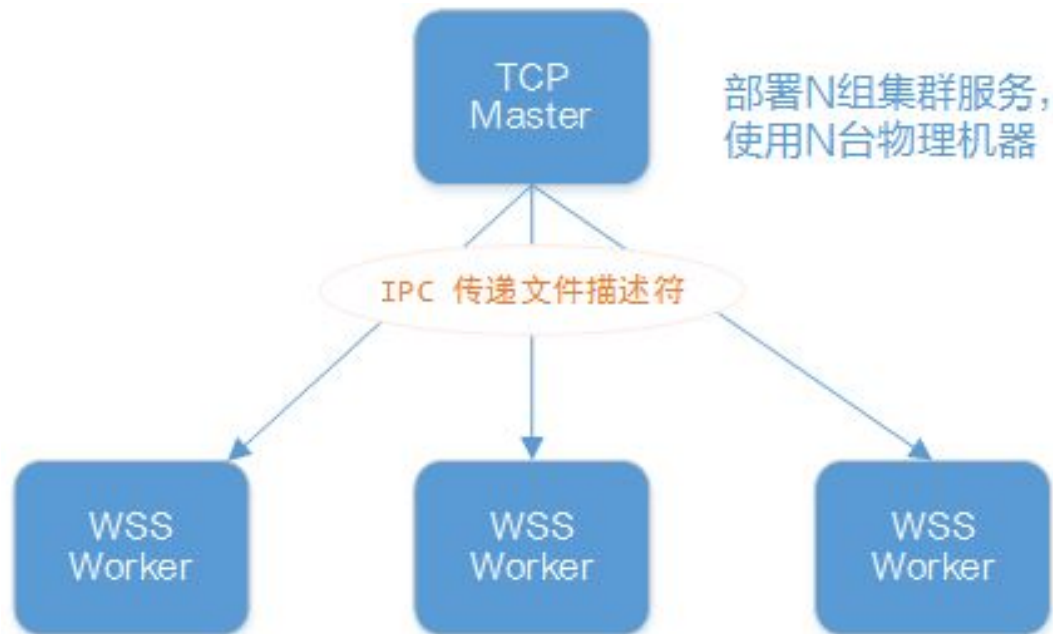 TCP
Master
部署N组集群服务，
使用N台物理机器
IPC 传递文件描述符
WSS
Worker
WSS
Worker
WSS
Worker